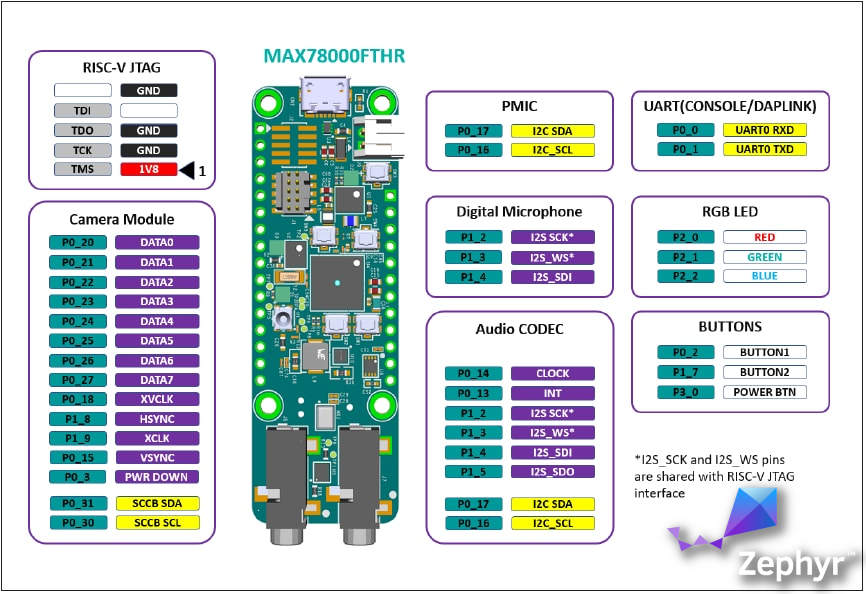 MAX78000FTHR
RISC-V JTAG
GND
TDI
TDO GND
TCK GND
TMS 1V8 1
Camera Module
P0_20 DATA0
P0_21 DATA1
P0_22 DATA2
P0_23 DATA3
P0_24 DATA4
P0_25 DATA5
P0_26 DATA6
P0_27 DATA7
P0_18 XVCLK
P1_8 HSYNC
P1_9 XCLK
P0_15 VSYNC
P0_3 PWR DOWN
P0_31 SCCB SDA
P0_30 SCCB SCL
PMIC
P0_17 I2C SDA
P0_16 I2C_SCL
Digital Microphone
P1_2 I2S SCK*
P1_3 I2S_WS*
P1_4 I2S_SDI
Audio CODEC
P0_14 CLOCK
P0_13 INT
P1_2 I2S SCK*
P1_3 I2S_WS*
P1_4 I2S_SDI
P1_5 I2S_SDO
P0_17 I2C SDA
P0_16 I2C_SCL
UART(CONSOLE/DAPLINK)
P0_0 UART0 RXD
P0_1 UART0 TXD
RGB LED
P2_0 RED
P2_1 GREEN
P2_2 BLUE
BUTTONS
P0_2 BUTTON1
P1_7 BUTTON2
P3_0 POWER BTN
*I2S_SCK and I2S_WS pins
are shared with RISC-V JTAG
interface
Zephyr™